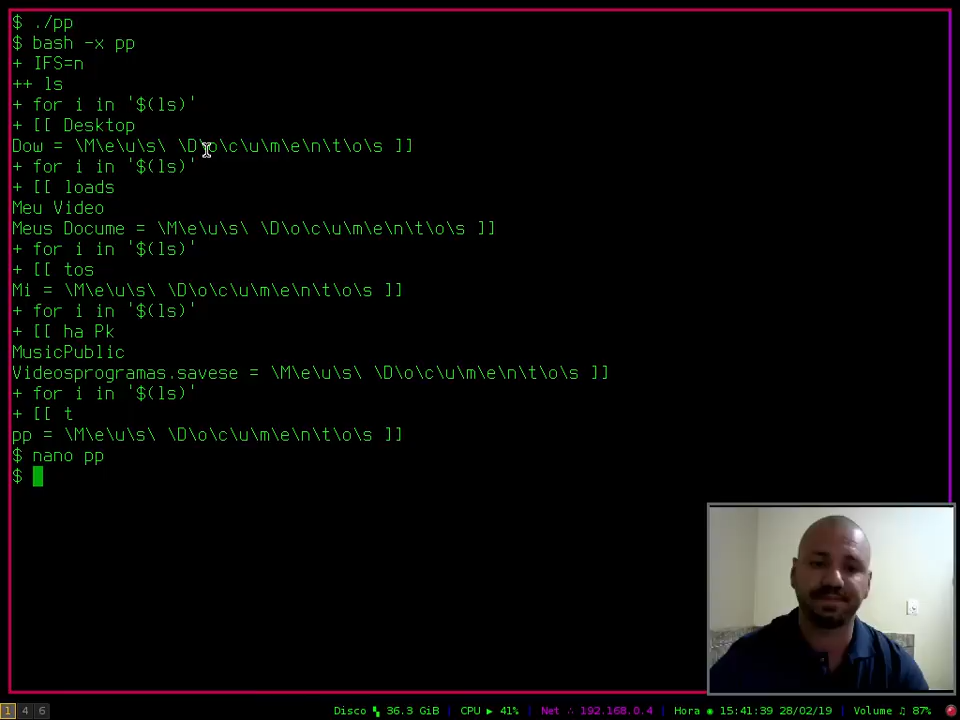 $ ./pp
$ bash -x pp
+ IFS=n
++ ls
+ for i in '$(ls)'
+ [[ Desktop
Dow = \M\e\u\s\ \D\o\c\u\m\e\n\t\o\s ]]
+ for i in '$(ls)'
+ [[ loads
Meu Video
Meus Docume = \M\e\u\s\ \D\o\c\u\m\e\n\t\o\s ]]
+ for i in '$(ls)'
+ [[ tos
Mi = \M\e\u\s\ \D\o\c\u\m\e\n\t\o\s ]]
+ for i in '$(ls)'
+ [[ ha Pk
MusicPublic
Videosprogramas.savese = \M\e\u\s\ \D\o\c\u\m\e\n\t\o\s ]]
+ for i in '$(ls)'
+ [[ t
pp = \M\e\u\s\ \D\o\c\u\m\e\n\t\o\s ]]
$ nano pp
$
1 4 6 Disco ▚ 36.3 GiB | CPU ▶ 41% | Net ∴ 192.168.0.4 | Hora ◉ 15:41:39 28/02/19 | Volume ♫ 87%